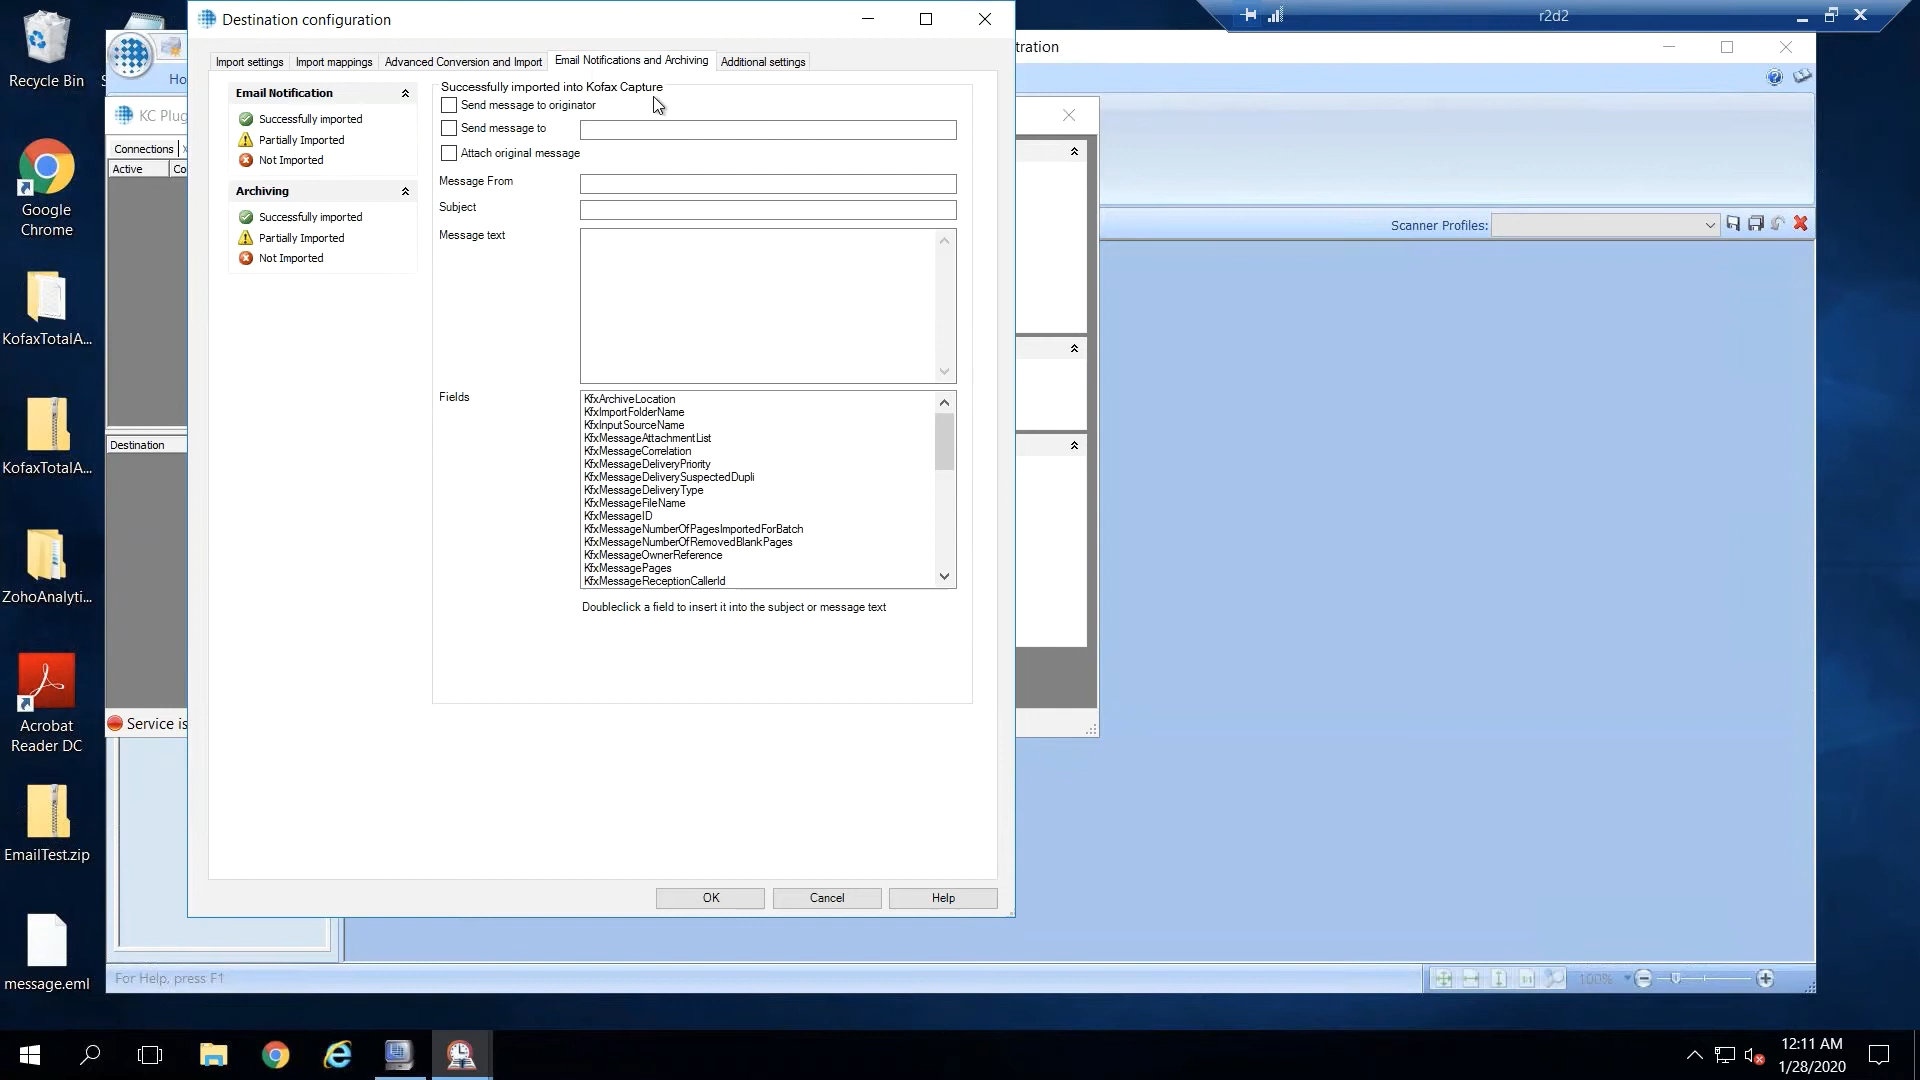 Destination configuration
r2d2
tration
Recycle Bin
Ho
Import settings
Import mappings
Advanced Conversion and Import
Email Notifications and Archiving
Additional settings
Email Notification
Successfully imported
Partially Imported
Not Imported
Archiving
Successfully imported
Partially Imported
Not Imported
Successfully imported into Kofax Capture
Send message to originator
Send message to
Attach original message
Message From
Subject
Message text
Fields
KfxArchiveLocation
KfxImportFolderName
KfxInputSourceName
KfxMessageAttachmentList
KfxMessageCorrelation
KfxMessageDeliveryPriority
KfxMessageDeliverySuspectedDupli
KfxMessageDeliveryType
KfxMessageFileName
KfxMessageID
KfxMessageNumberOfPagesImportedForBatch
KfxMessageNumberOfRemovedBlankPages
KfxMessageOwnerReference
KfxMessagePages
KfxMessageReceptionCallerId
Doubleclick a field to insert it into the subject or message text
OK
Cancel
Help
KC Plug
Connections
Active
Co
Destination
Service is
Scanner Profiles:
Google
Chrome
KofaxTotalA...
KofaxTotalA...
ZohoAnalyti...
Acrobat
Reader DC
EmailTest.zip
message.eml
For Help, press F1
100%
12:11 AM
1/28/2020